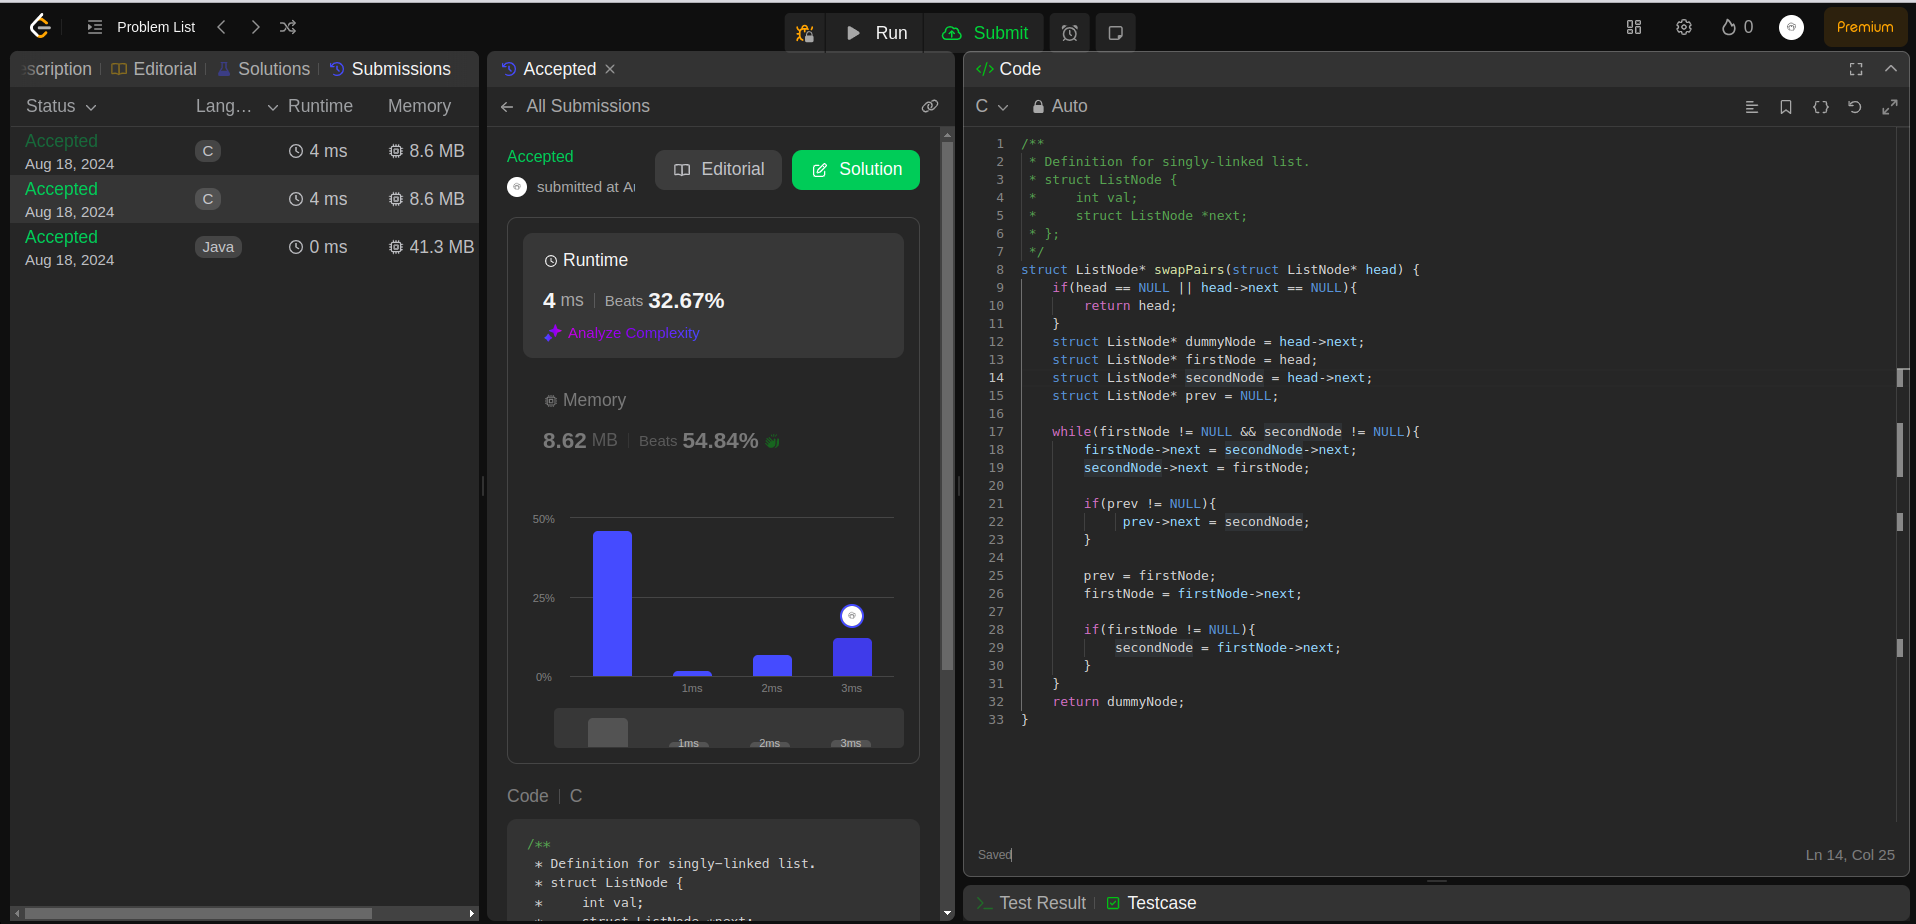 Problem List
Run
Submit
0
Premium
scription
Editorial
Solutions
Submissions
Status
Lang...
Runtime
Memory
Accepted
Aug 18, 2024
C
4 ms
8.6 MB
Accepted
Aug 18, 2024
C
4 ms
8.6 MB
Accepted
Aug 18, 2024
Java
0 ms
41.3 MB
Accepted
All Submissions
Accepted
submitted at Au
Editorial
Solution
Runtime
4 ms
Beats 32.67%
Analyze Complexity
Memory
8.62 MB
Beats 54.84%
50%
25%
0%
1ms
2ms
3ms
1ms
2ms
3ms
Code
C
/**
 * Definition for singly-linked list.
 * struct ListNode {
 *     int val;
 *     struct ListNode *next;
</> Code
C
Auto
1 /**
2  * Definition for singly-linked list.
3  * struct ListNode {
4  *     int val;
5  *     struct ListNode *next;
6  * };
7  */
8 struct ListNode* swapPairs(struct ListNode* head) {
9     if(head == NULL || head->next == NULL){
10         return head;
11     }
12     struct ListNode* dummyNode = head->next;
13     struct ListNode* firstNode = head;
14     struct ListNode* secondNode = head->next;
15     struct ListNode* prev = NULL;
16
17     while(firstNode != NULL && secondNode != NULL){
18         firstNode->next = secondNode->next;
19         secondNode->next = firstNode;
20
21         if(prev != NULL){
22              prev->next = secondNode;
23         }
24
25         prev = firstNode;
26         firstNode = firstNode->next;
27
28         if(firstNode != NULL){
29             secondNode = firstNode->next;
30         }
31     }
32     return dummyNode;
33 }
Saved
Ln 14, Col 25
Test Result
Testcase